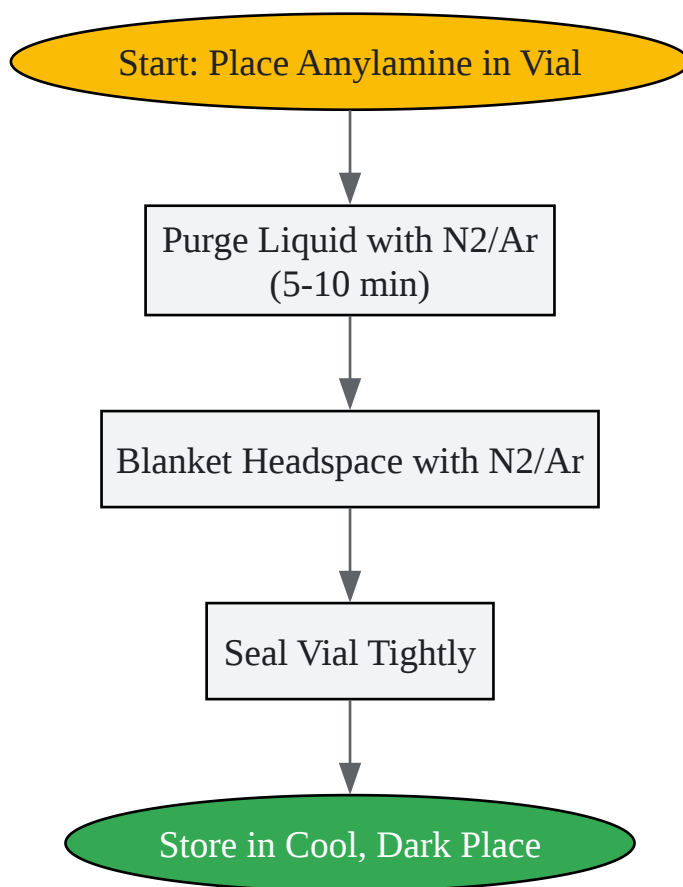 Start: Place Amylamine in Vial
Purge Liquid with N2/Ar
(5-10 min)
Blanket Headspace with N2/Ar
Seal Vial Tightly
Store in Cool, Dark Place